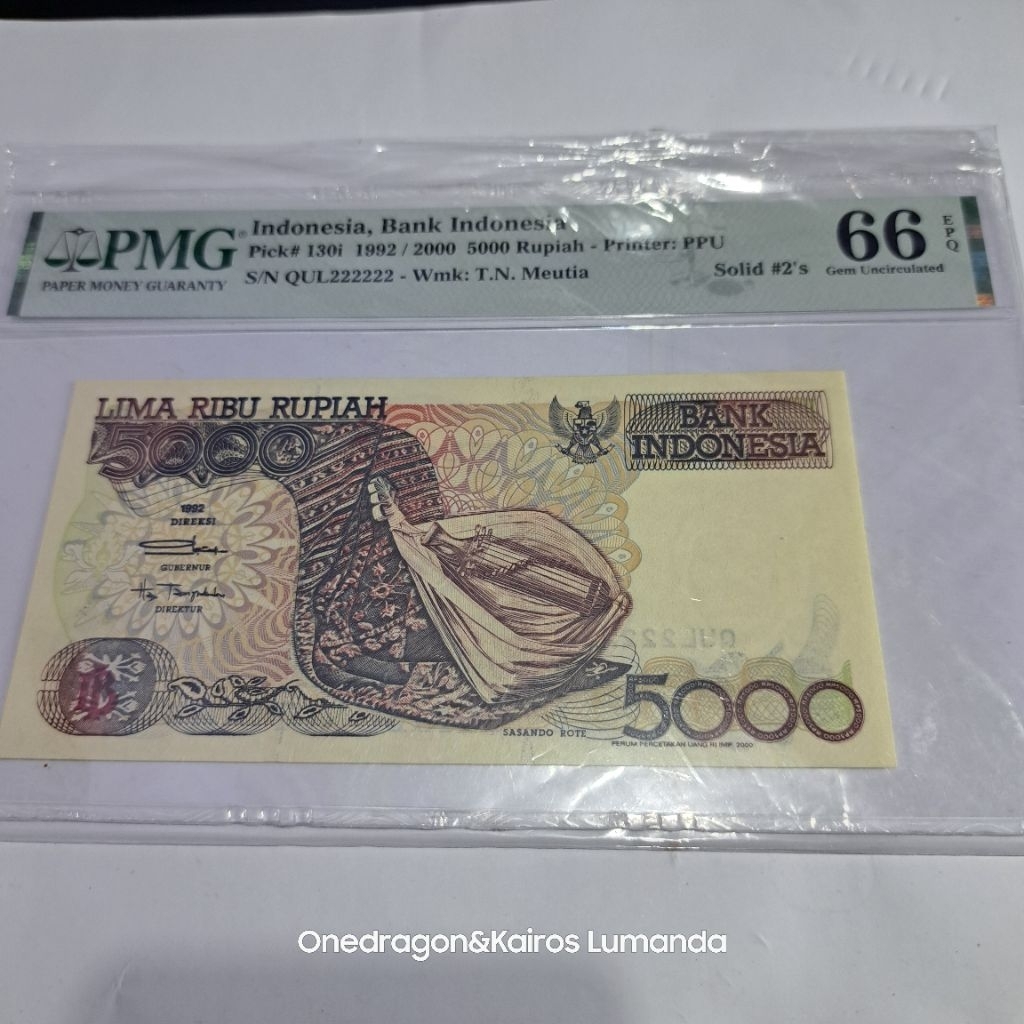 PMG
PAPER MONEY GUARANTY
Indonesia, Bank Indonesia
Pick# 130i 1992 / 2000 5000 Rupiah - Printer: PPU
S/N QUL222222 - Wmk: T.N. Meutia
Solid #2's
66
EPQ
Gem Uncirculated
LIMA RIBU RUPIAH
5000
BANK
INDONESIA
1992
DIREKSI
GUBERNUR
DIREKTUR
QUL222
5000
SASANDO ROTE
PERUM PERCETAKAN UANG RI IMP. 2000
Onedragon&Kairos Lumanda